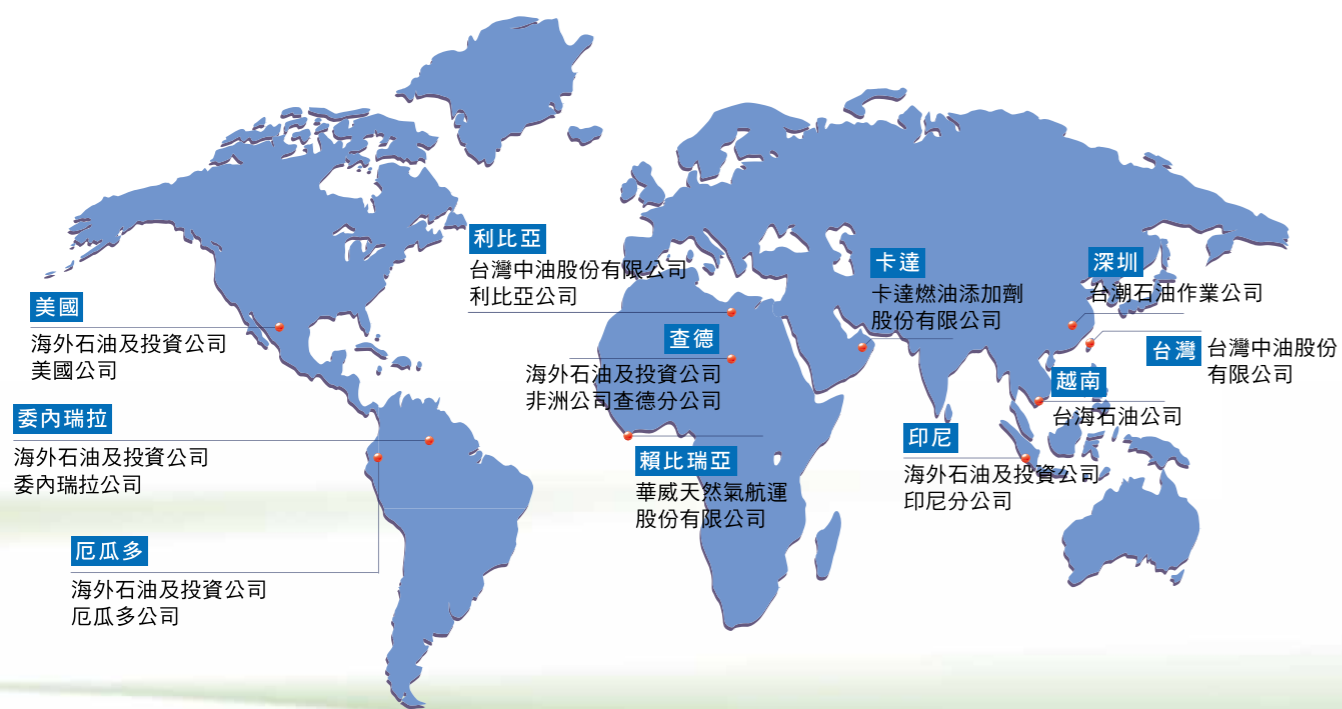 利比亞
台灣中油股份有限公司
利比亞公司
卡達
卡達燃油添加劑
股份有限公司
深圳
台潮石油作業公司
美國
海外石油及投資公司
美國公司
查德
海外石油及投資公司
非洲公司查德分公司
台灣
台灣中油股份
有限公司
越南
台海石油公司
委內瑞拉
海外石油及投資公司
委內瑞拉公司
印尼
海外石油及投資公司
印尼分公司
賴比瑞亞
華威天然氣航運
股份有限公司
厄瓜多
海外石油及投資公司
厄瓜多公司